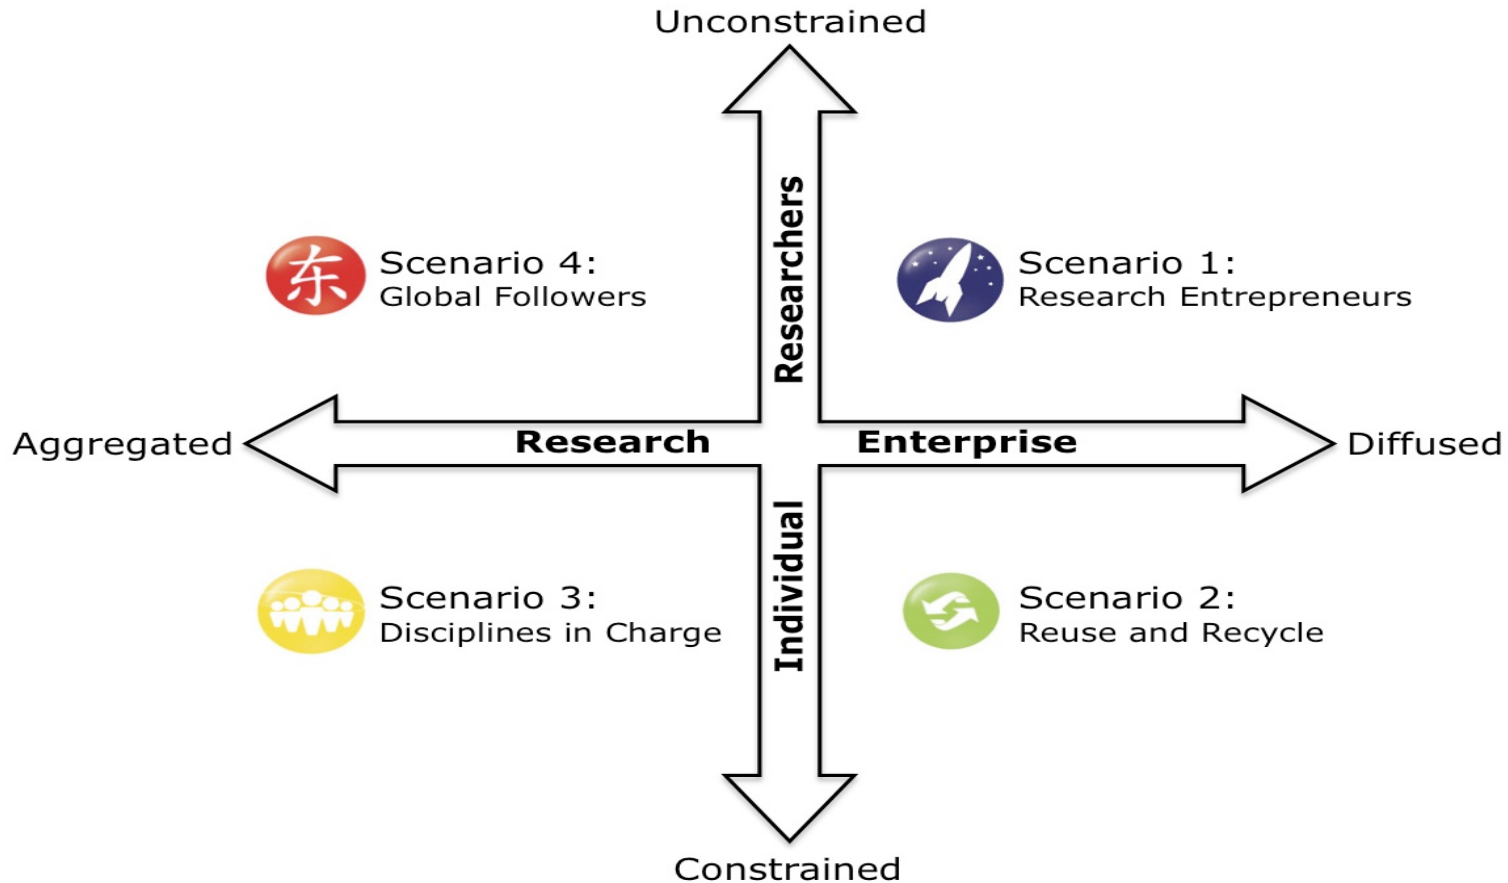 Unconstrained
东
Scenario 4:
Global Followers
Scenario 1:
Research Entrepreneurs
Individual Researchers
Aggregated
Research Enterprise
Diffused
Scenario 3:
Disciplines in Charge
Scenario 2:
Reuse and Recycle
Constrained